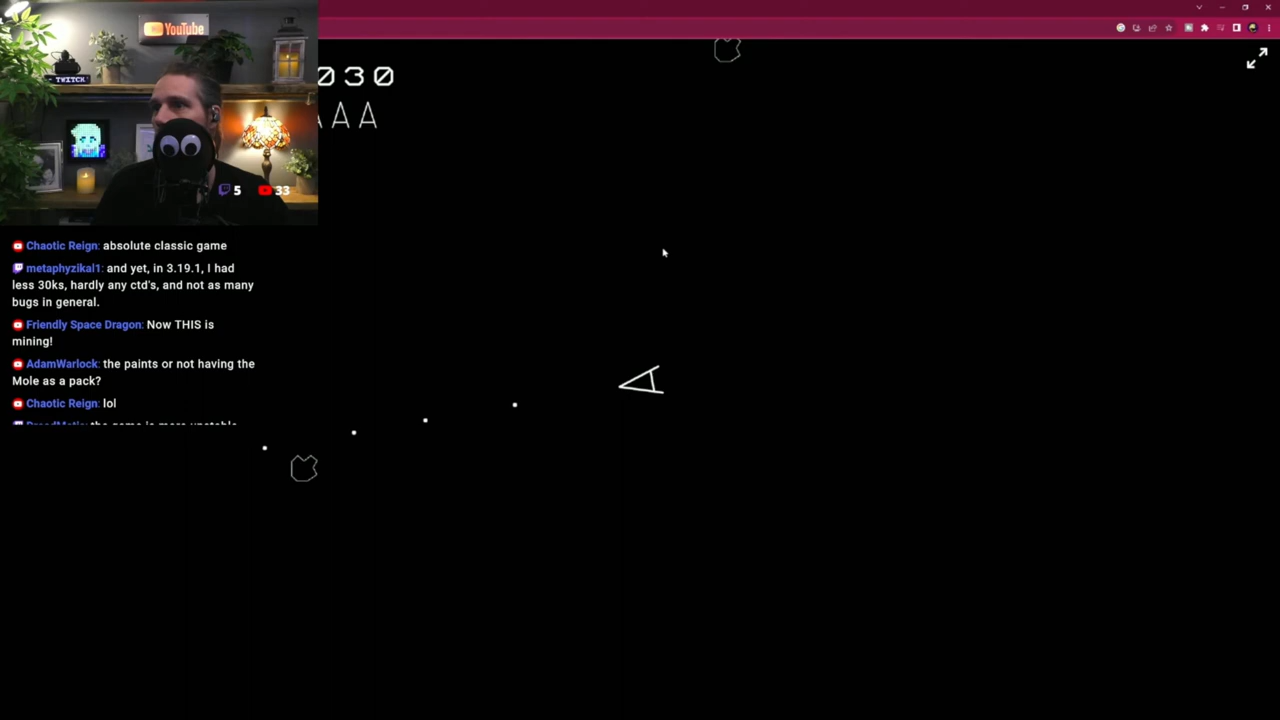 YouTube
TWITCH
030
AAA
5
33
Chaotic Reign: absolute classic game
metaphyzikal1: and yet, in 3.19.1, I had
less 30ks, hardly any ctd's, and not as many
bugs in general.
Friendly Space Dragon: Now THIS is
mining!
AdamWarlock: the paints or not having the
Mole as a pack?
Chaotic Reign: lol